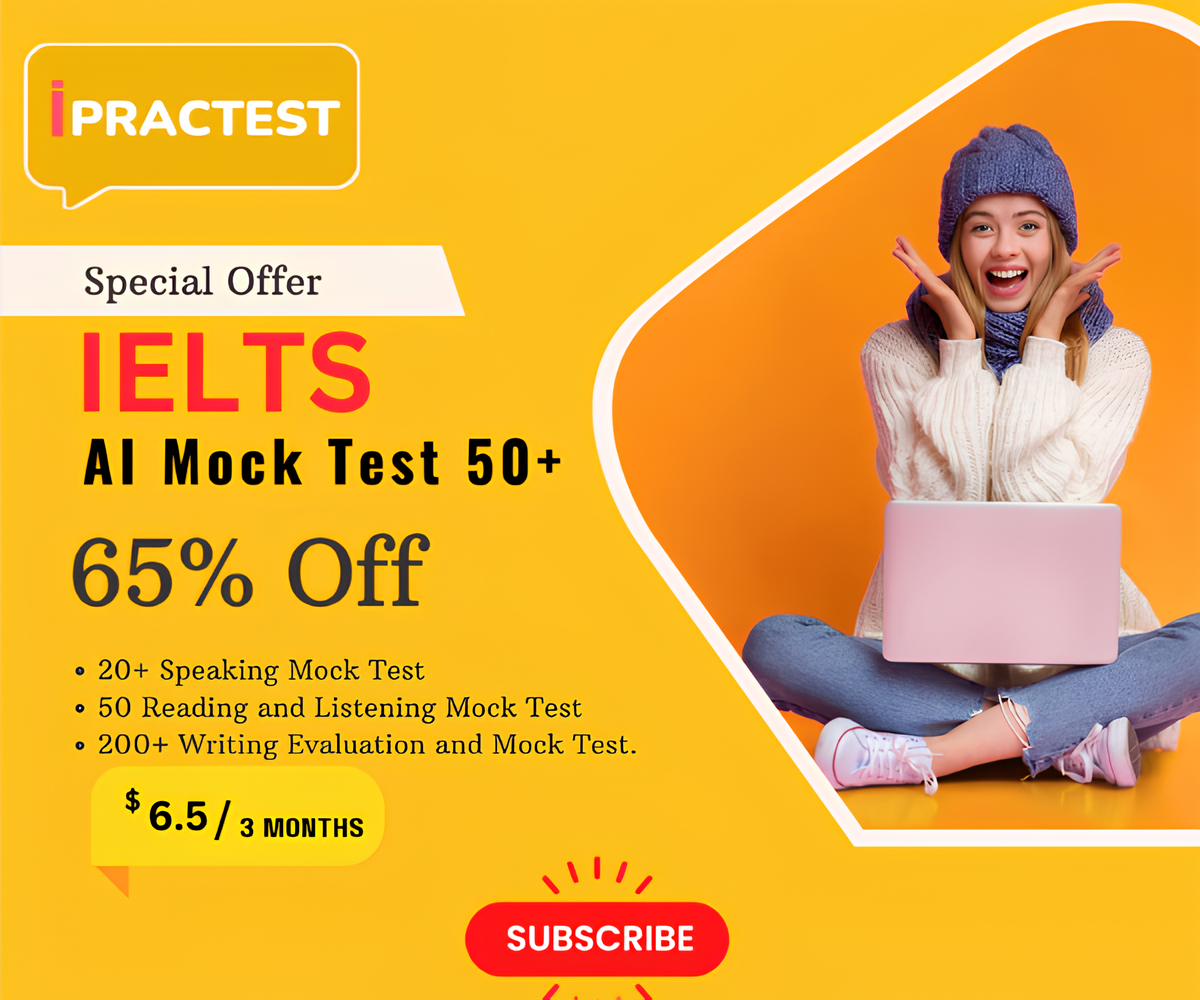 iPRACTEST
Special Offer
IELTS
AI Mock Test 50+
65% Off
20+ Speaking Mock Test
50 Reading and Listening Mock Test
200+ Writing Evaluation and Mock Test.
$ 6.5 / 3 MONTHS
SUBSCRIBE